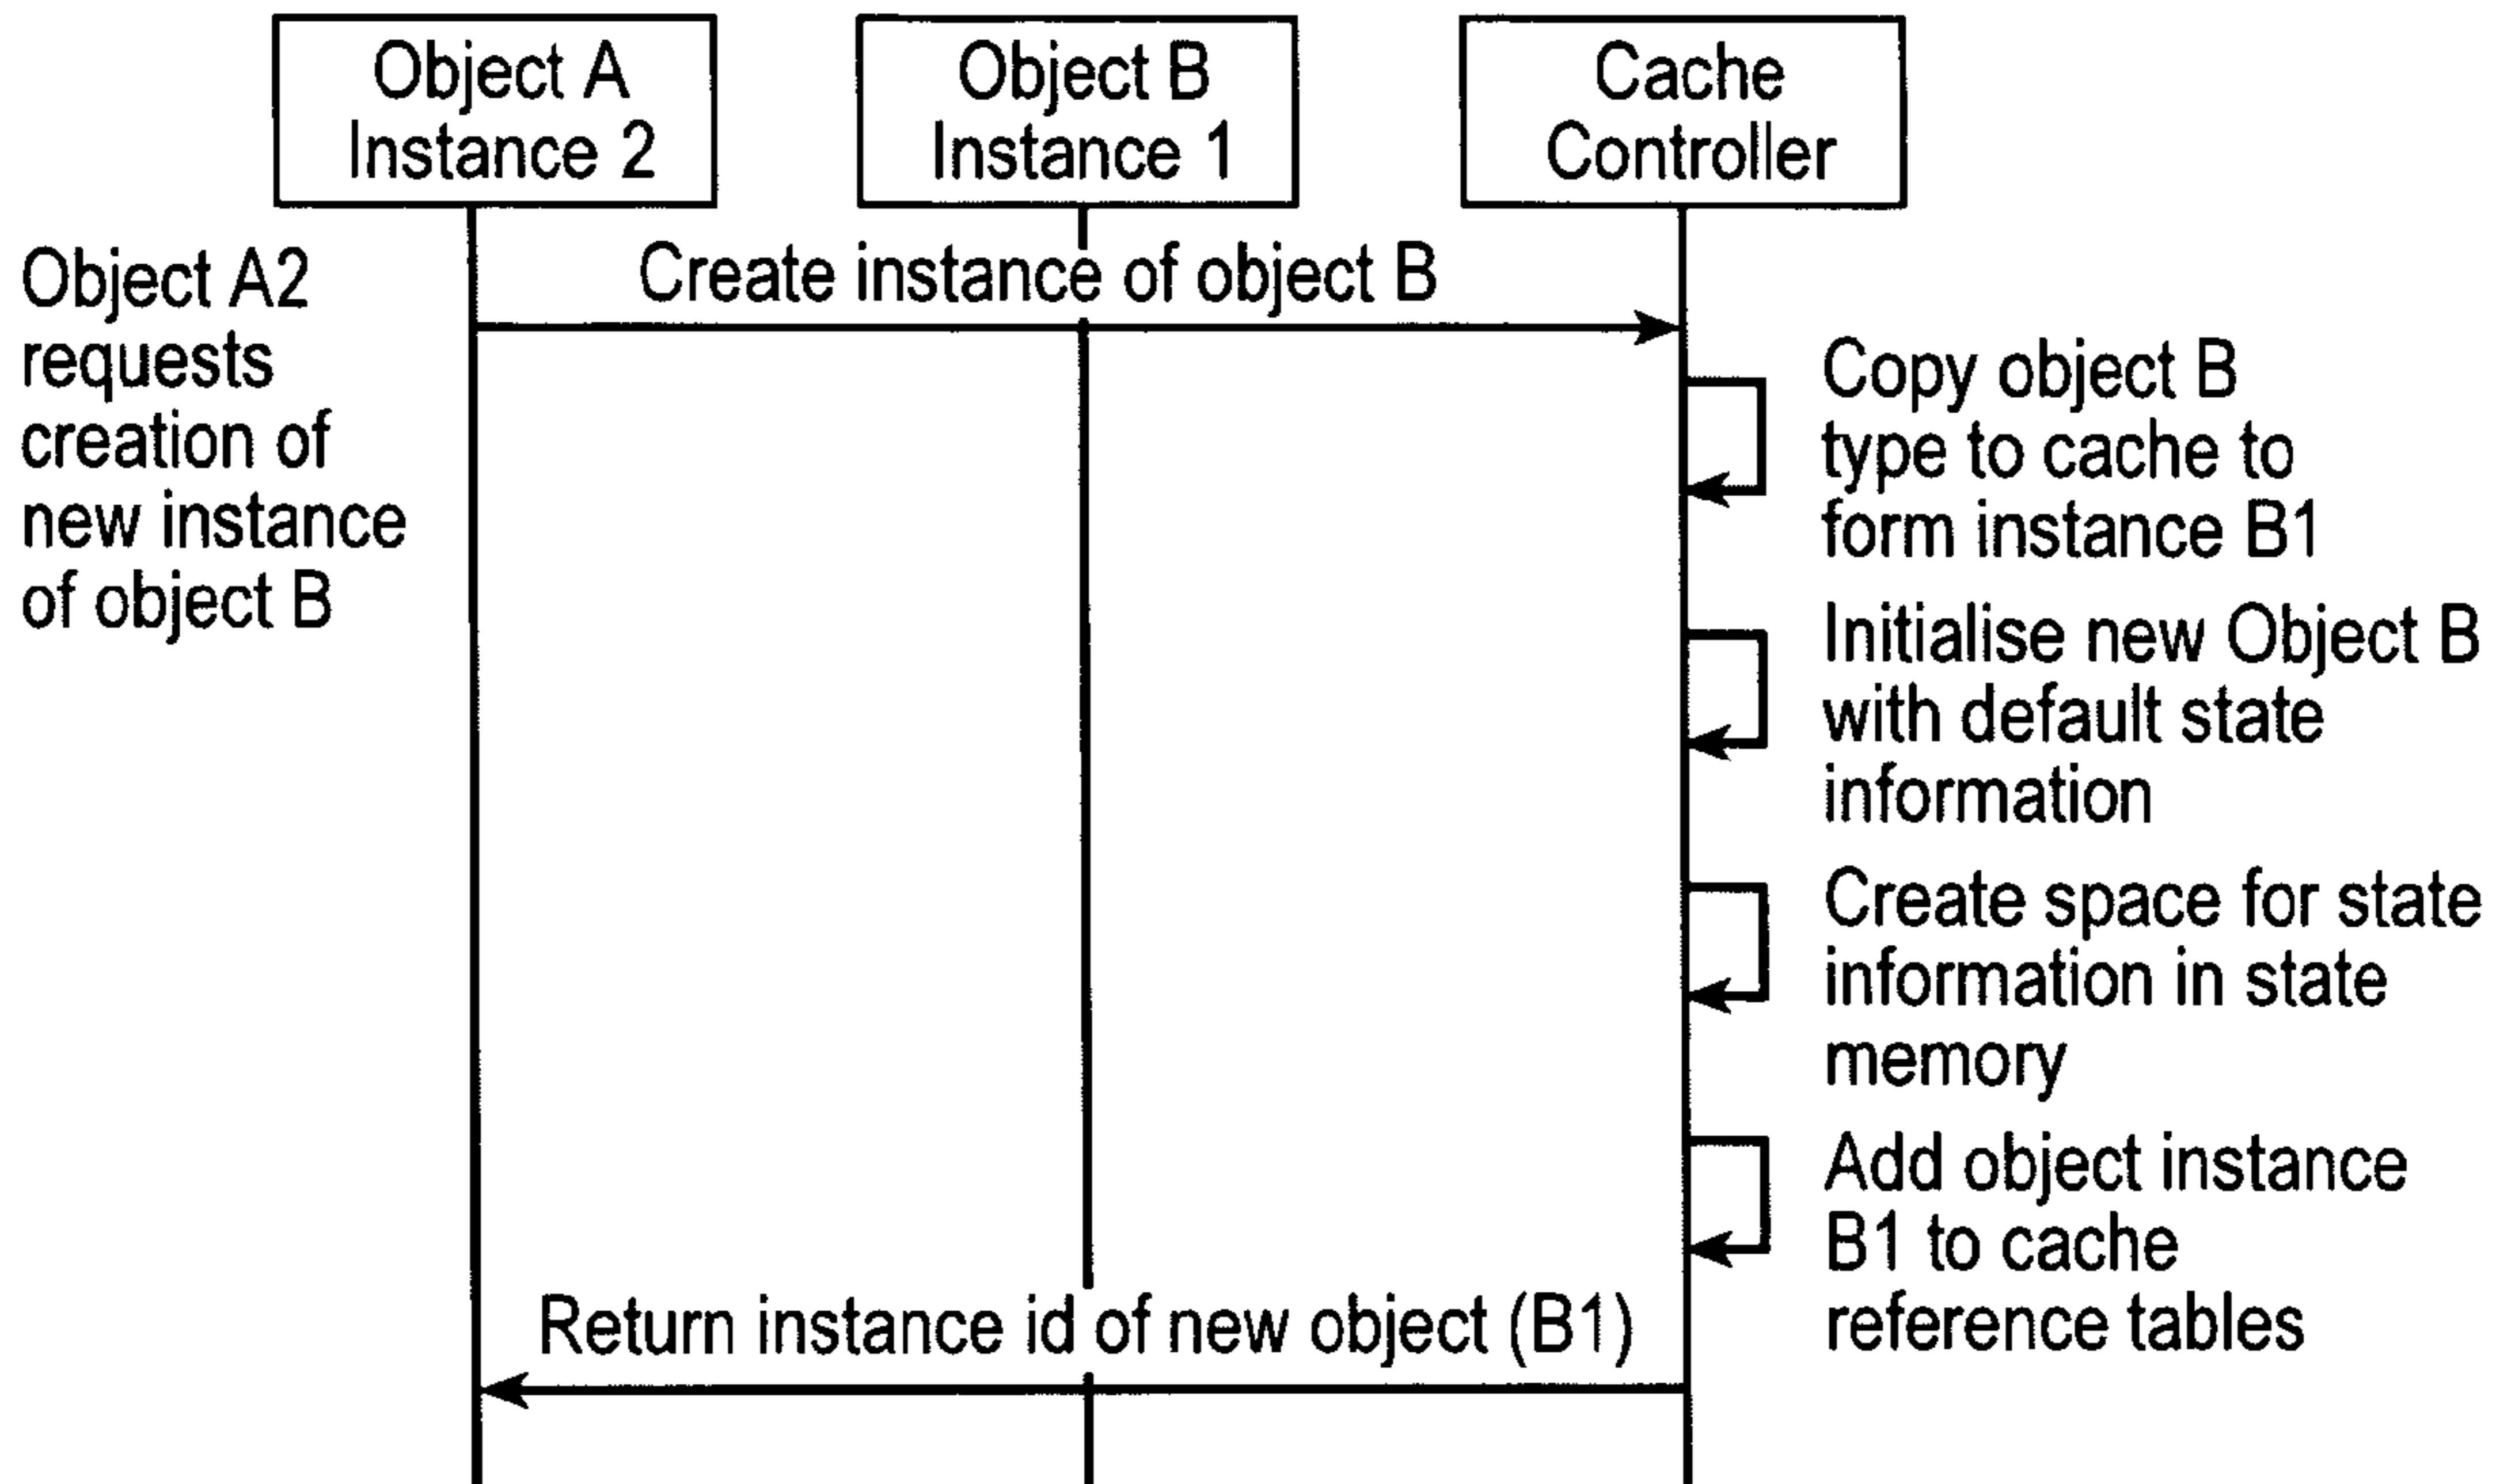 Object A
Instance 2
Object B
Instance 1
Cache
Controller
Object A2
requests
creation of
new instance
of object B
Create instance of object B
Copy object B
type to cache to
form instance B1
Initialise new Object B
with default state
information
Create space for state
information in state
memory
Add object instance
B1 to cache
reference tables
Return instance id of new object (B1)